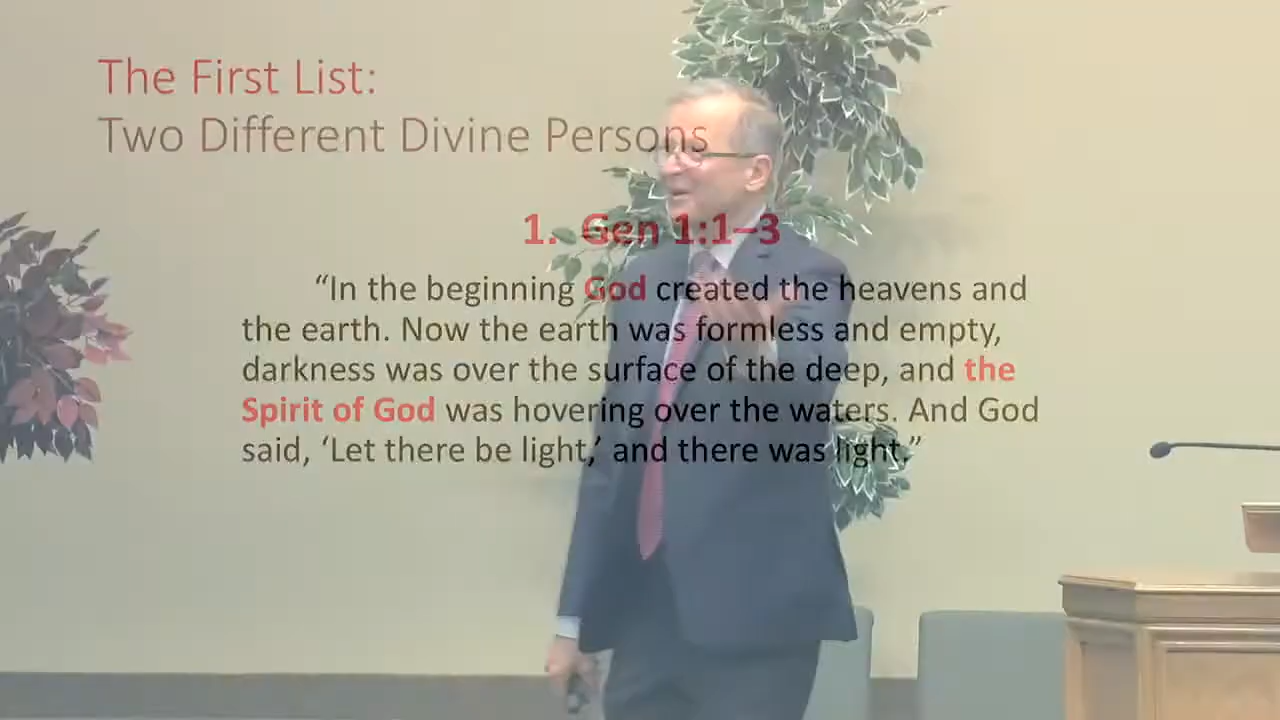 The First List:
Two Different Divine Persons
1. Gen 1:1–3
“In the beginning God created the heavens and
the earth. Now the earth was formless and empty,
darkness was over the surface of the deep, and the
Spirit of God was hovering over the waters. And God
said, ‘Let there be light,’ and there was light.”